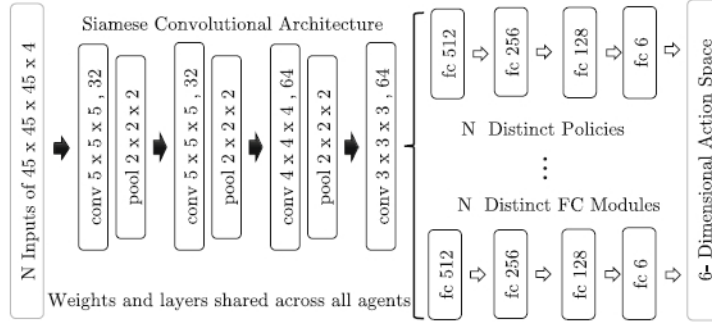 Siamese Convolutional Architecture
N Inputs of 45 x 45 x 45 x 4
conv 5 x 5 x 5 , 32
pool 2 x 2 x 2
conv 5 x 5 x 5 , 32
pool 2 x 2 x 2
conv 4 x 4 x 4 , 64
pool 2 x 2 x 2
conv 3 x 3 x 3 , 64
Weights and layers shared across all agents
fc 512
fc 256
fc 128
fc 6
N Distinct Policies
N Distinct FC Modules
fc 512
fc 256
fc 128
fc 6
6- Dimensional Action Space